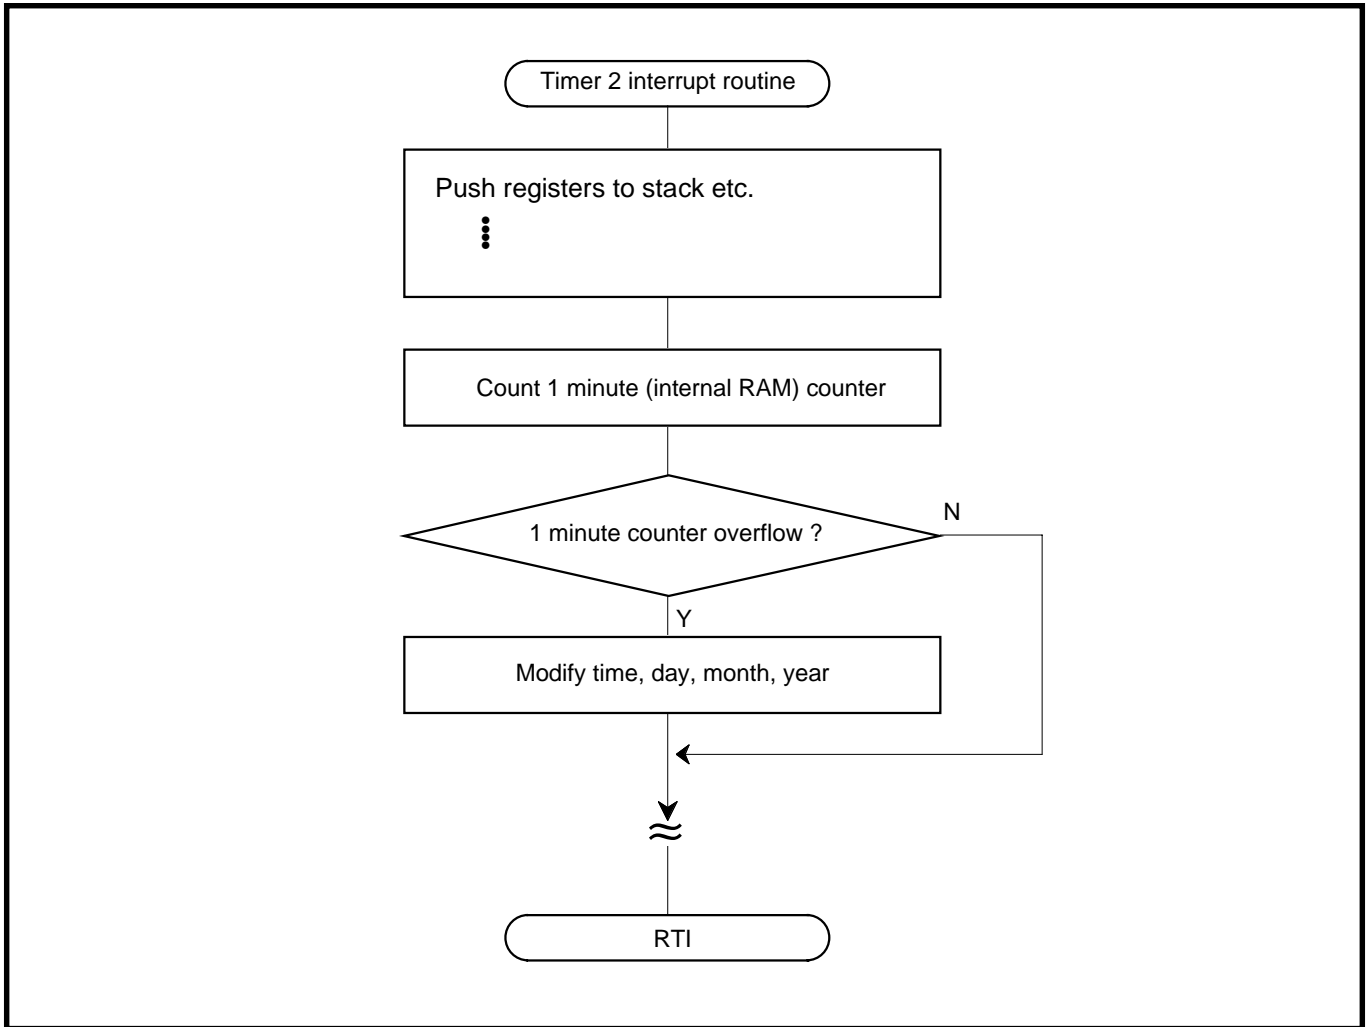 Timer 2 interrupt routine
Push registers to stack etc.
Count 1 minute (internal RAM) counter
1 minute counter overflow ?
N
Y
Modify time, day, month, year
RTI